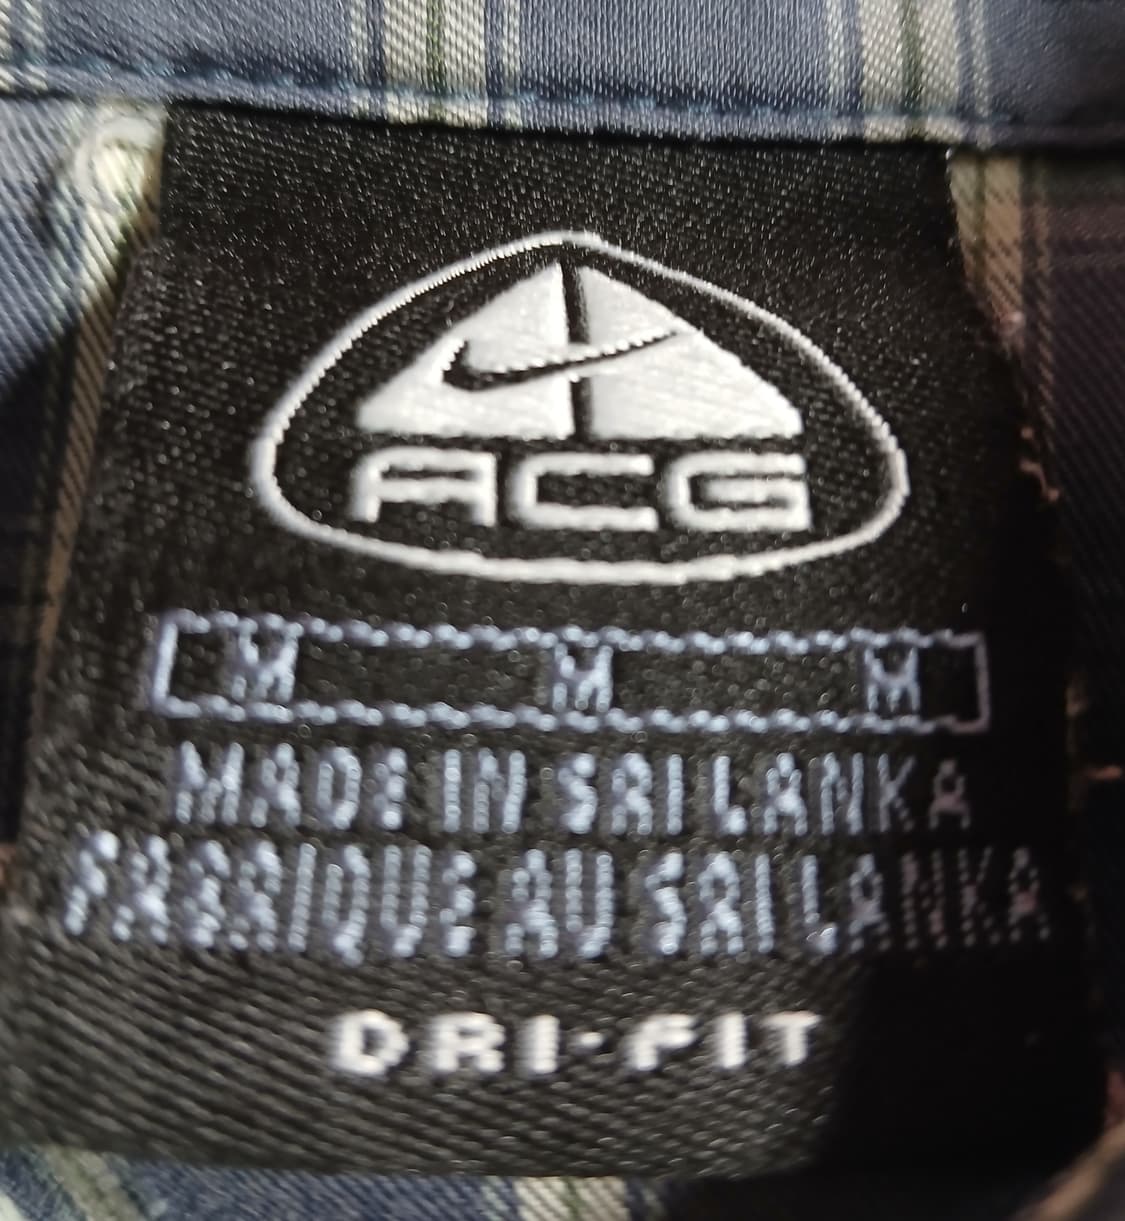 ACG
M M M
MADE IN SRI LANKA
FABRIQUE AU SRI LANKA
DRI-FIT